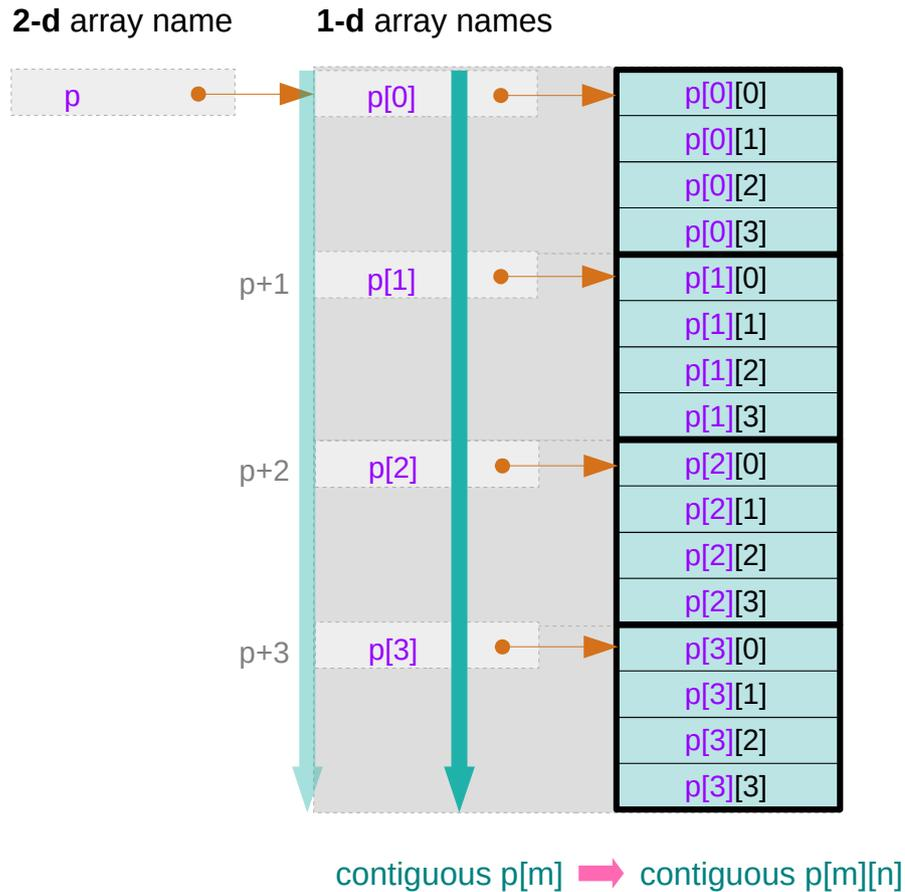 2-d array name 1-d array names
p p[0] p[0][0]
p[0][1]
p[0][2]
p[0][3]
p+1 p[1] p[1][0]
p[1][1]
p[1][2]
p[1][3]
p+2 p[2] p[2][0]
p[2][1]
p[2][2]
p[2][3]
p+3 p[3] p[3][0]
p[3][1]
p[3][2]
p[3][3]
contiguous p[m] contiguous p[m][n]